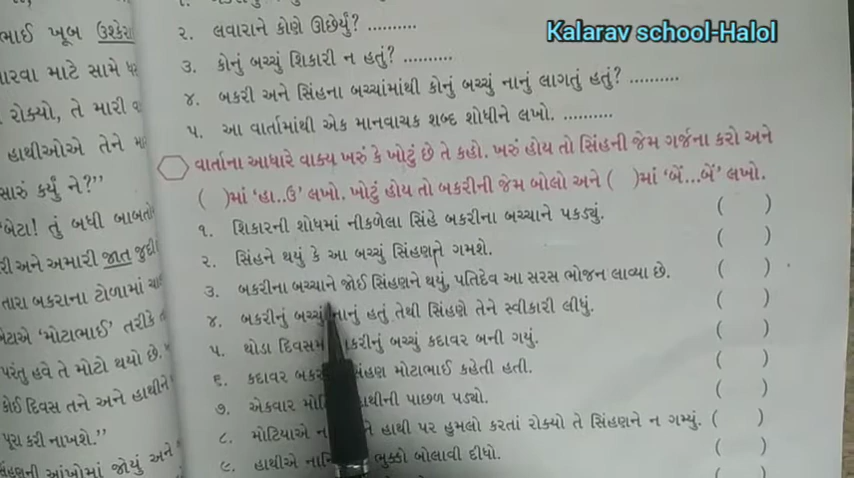 Kalarav school-Halol
ભાઈ ખૂબ ઉશ્કેરા
ારવા માટે સામે
રોક્યો, તે મારી
હાથીઓએ તેને
સારું કર્યું ને?”
બેટા! તું બધી બાબતો
રી અને અમારી જાત જુદી
તારા બકરાના ટોળામાં
બેટાએ ‘મોટાભાઈ’ તરીકે
પરંતુ હવે તે મોટો થયો છે.
કોઈ દિવસ તને અને હાથીને
પૂરા કરી નાખશે.”
સિંહણની આંખોમાં જોયું અને
૨. લવારાને કોણે ઊછેર્યું? ..........
૩. કોનું બચ્ચું શિકારી ન હતું? ..........
૪. બકરી અને સિંહના બચ્ચાંમાંથી કોનું બચ્ચું નાનું લાગતું હતું? ..........
૫. આ વાર્તામાંથી એક માનવાચક શબ્દ શોધીને લખો. ..........
વાર્તાના આધારે વાક્ય ખરું કે ખોટું છે તે કહો. ખરું હોય તો સિંહની જેમ ગર્જના કરો અને
( )માં ‘હા..ઉ’ લખો. ખોટું હોય તો બકરીની જેમ બોલો અને ( )માં ‘બેં...બેં’ લખો.
૧. શિકારની શોધમાં નીકળેલા સિંહે બકરીના બચ્ચાને પકડ્યું. ( )
૨. સિંહને થયું કે આ બચ્ચું સિંહણને ગમશે. ( )
૩. બકરીના બચ્ચાને જોઈ સિંહણને થયું, પતિદેવ આ સરસ ભોજન લાવ્યા છે. ( )
૪. બકરીનું બચ્ચું નાનું હતું તેથી સિંહણે તેને સ્વીકારી લીધું. ( )
૫. થોડા દિવસમાં બકરીનું બચ્ચું કદાવર બની ગયું. ( )
૬. કદાવર સિંહણ મોટાભાઈ કહેતી હતી. ( )
૭. એકવાર હાથીની પાછળ પડ્યો. ( )
૮. મોટિયાએ હાથી પર હુમલો કરતાં રોક્યો તે સિંહણને ન ગમ્યું. ( )
૯. હાથીએ ભુક્કો બોલાવી દીધો. ( )